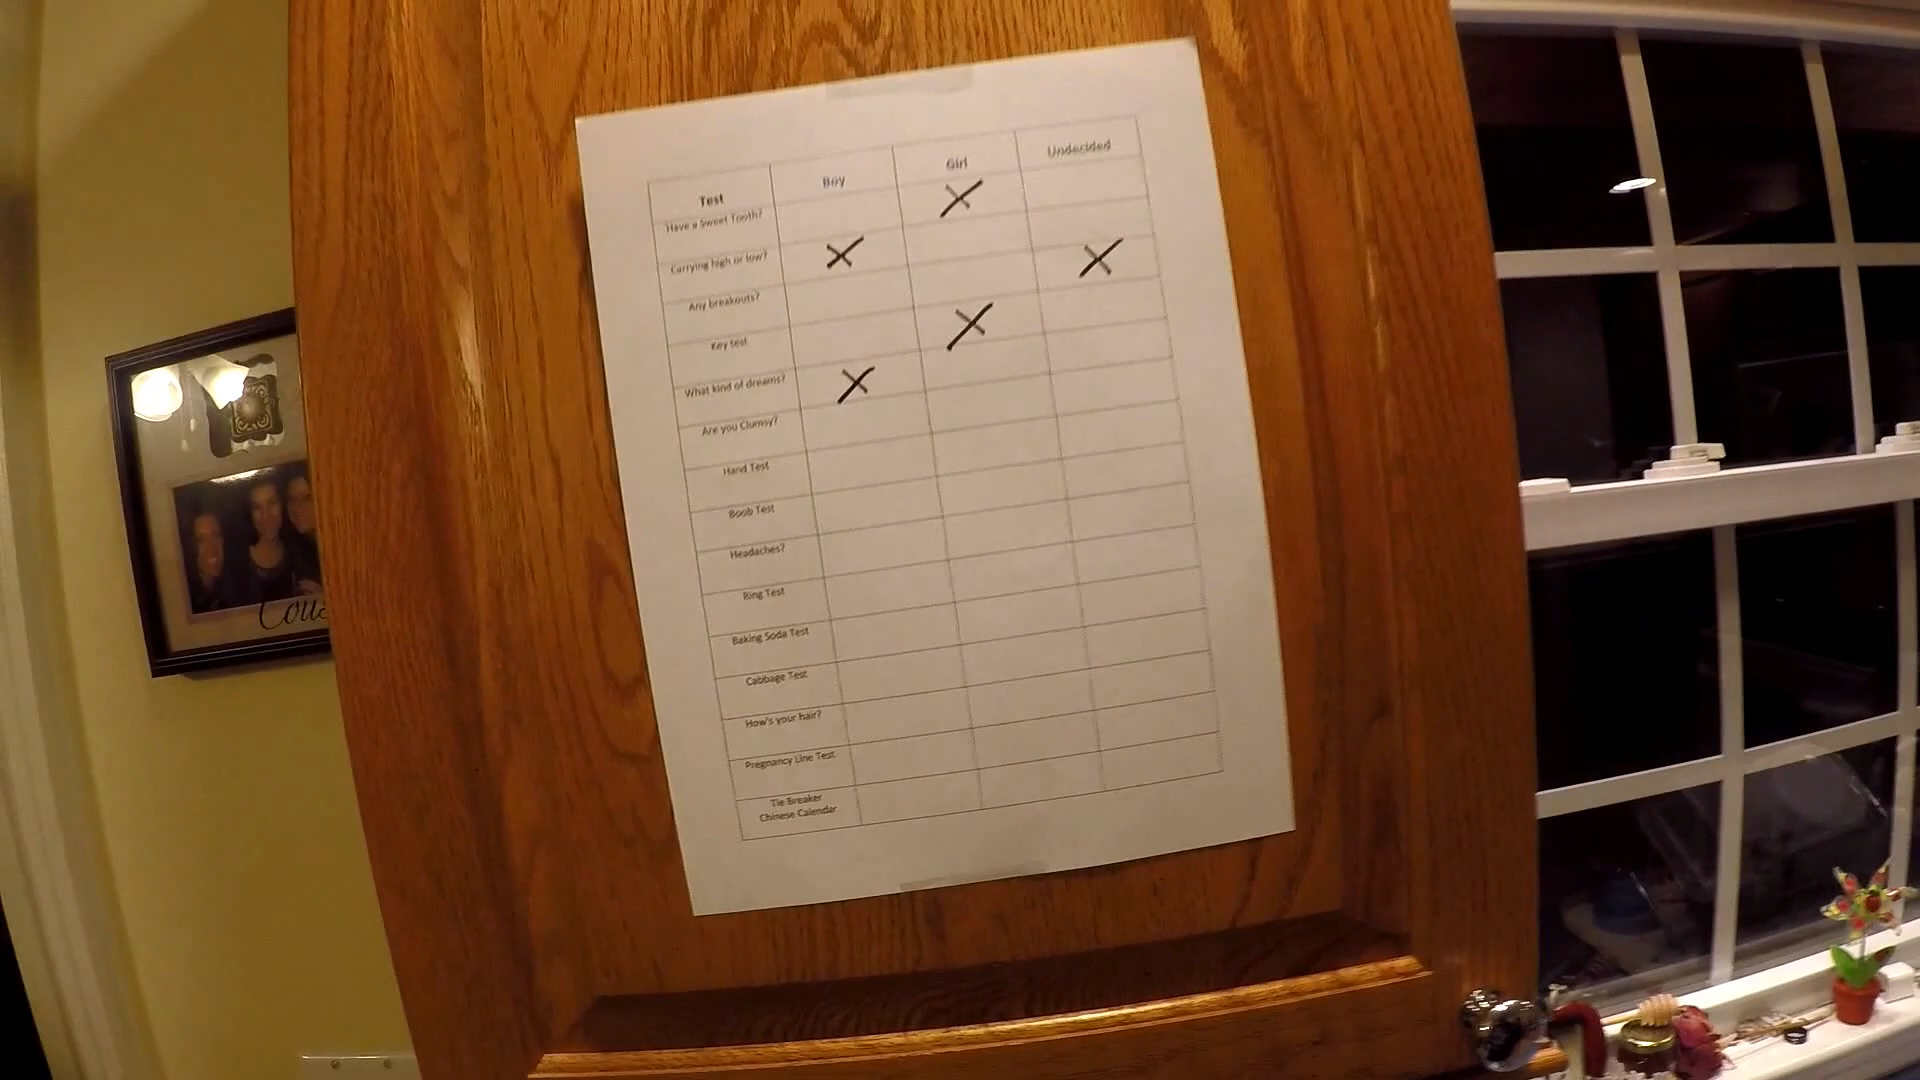 Test Boy Girl Undecided
Have a Sweet Tooth? X
Carrying high or low? X
Any breakouts? X
Key test X
What kind of dreams? X
Are you Clumsy?
Hand Test
Boob Test
Headaches?
Ring Test
Baking Soda Test
Cabbage Test
How's your hair?
Pregnancy Line Test
Tie Breaker
Chinese Calendar
Cous